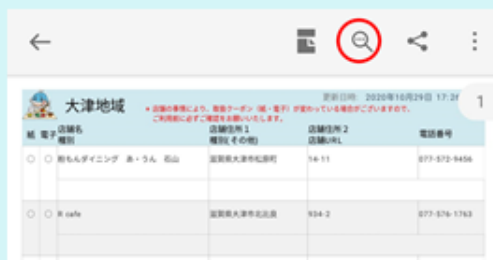 1
大津地域
更新日時: 2020年10月29日 17:26
* 店舗の事情により、取扱クーポン（紙・電子）が変わっている場合がございますので、
ご利用前に必ずご確認をお願いいたします。
紙 電子 店舗名 店舗住所1 店舗住所2 電話番号
種別 種別(その他) 店舗URL
○ ○ 粉もんダイニング あ・うん 石山 滋賀県大津市松原町 14-11 077-572-9456
○ ○ R cafe 滋賀県大津市北比良 934-2 077-576-1763